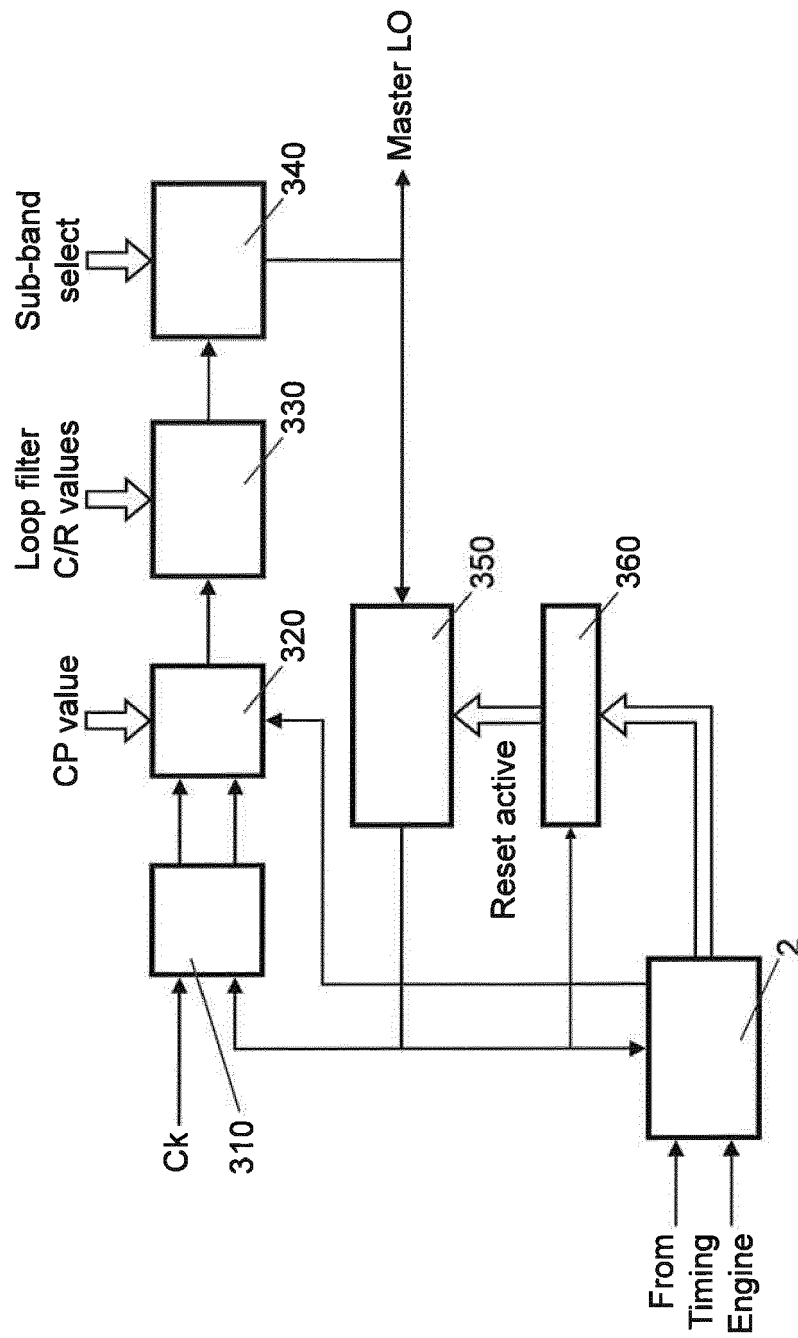 Sub-band
select
Loop filter
C/R values
CP value
340
330
320
Master LO
350
360
Reset active
Ck
310
2
From
Timing
Engine